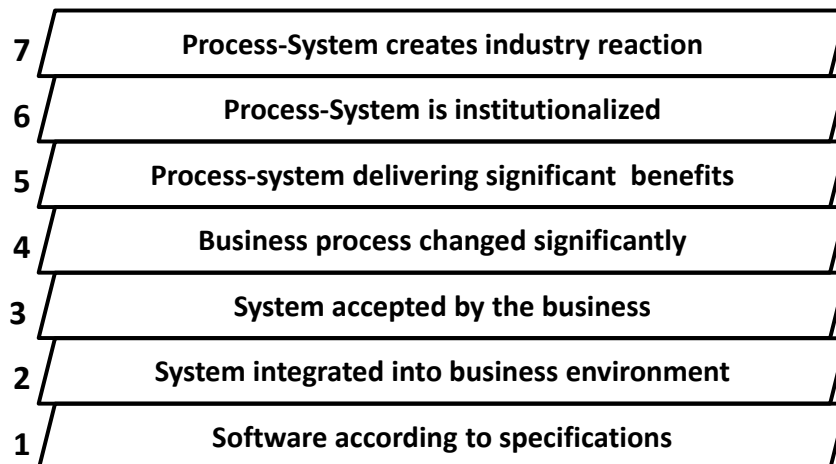 7 Process-System creates industry reaction
6 Process-System is institutionalized
5 Process-system delivering significant  benefits
4 Business process changed significantly
3 System accepted by the business
2 System integrated into business environment
1 Software according to specifications